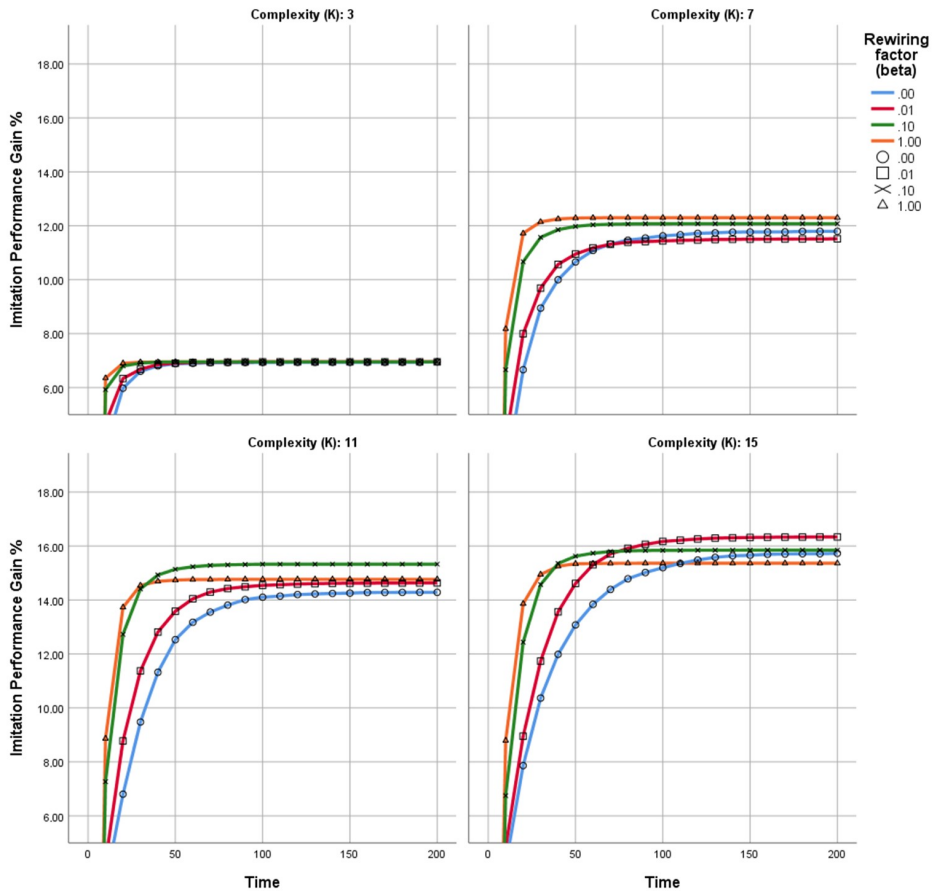 Complexity (K): 3
Complexity (K): 7
Rewiring
factor
(beta)
.00
.01
.10
1.00
.00
.01
.10
1.00
Imitation Performance Gain %
18.00
16.00
14.00
12.00
10.00
8.00
6.00
Complexity (K): 11
Complexity (K): 15
Imitation Performance Gain %
18.00
16.00
14.00
12.00
10.00
8.00
6.00
0 50 100 150 200
0 50 100 150 200
Time
Time